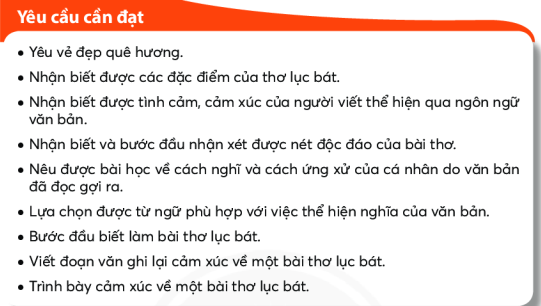 Yêu cầu cần đạt
• Yêu vẻ đẹp quê hương.
• Nhận biết được các đặc điểm của thơ lục bát.
• Nhận biết được tình cảm, cảm xúc của người viết thể hiện qua ngôn ngữ
văn bản.
• Nhận biết và bước đầu nhận xét được nét độc đáo của bài thơ.
• Nêu được bài học về cách nghĩ và cách ứng xử của cá nhân do văn bản
đã đọc gợi ra.
• Lựa chọn được từ ngữ phù hợp với việc thể hiện nghĩa của văn bản.
• Bước đầu biết làm bài thơ lục bát.
• Viết đoạn văn ghi lại cảm xúc về một bài thơ lục bát.
• Trình bày cảm xúc về một bài thơ lục bát.